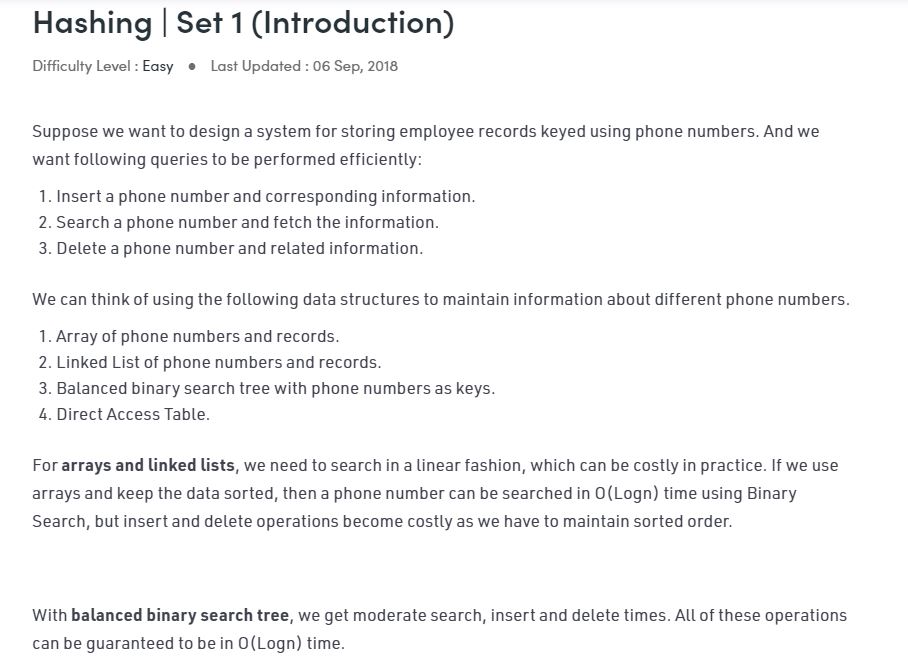 Hashing | Set 1 (Introduction)
Difficulty Level : Easy ● Last Updated : 06 Sep, 2018
Suppose we want to design a system for storing employee records keyed using phone numbers. And we
want following queries to be performed efficiently:
1. Insert a phone number and corresponding information.
2. Search a phone number and fetch the information.
3. Delete a phone number and related information.
We can think of using the following data structures to maintain information about different phone numbers.
1. Array of phone numbers and records.
2. Linked List of phone numbers and records.
3. Balanced binary search tree with phone numbers as keys.
4. Direct Access Table.
For arrays and linked lists, we need to search in a linear fashion, which can be costly in practice. If we use
arrays and keep the data sorted, then a phone number can be searched in O(Logn) time using Binary
Search, but insert and delete operations become costly as we have to maintain sorted order.
With balanced binary search tree, we get moderate search, insert and delete times. All of these operations
can be guaranteed to be in O(Logn) time.